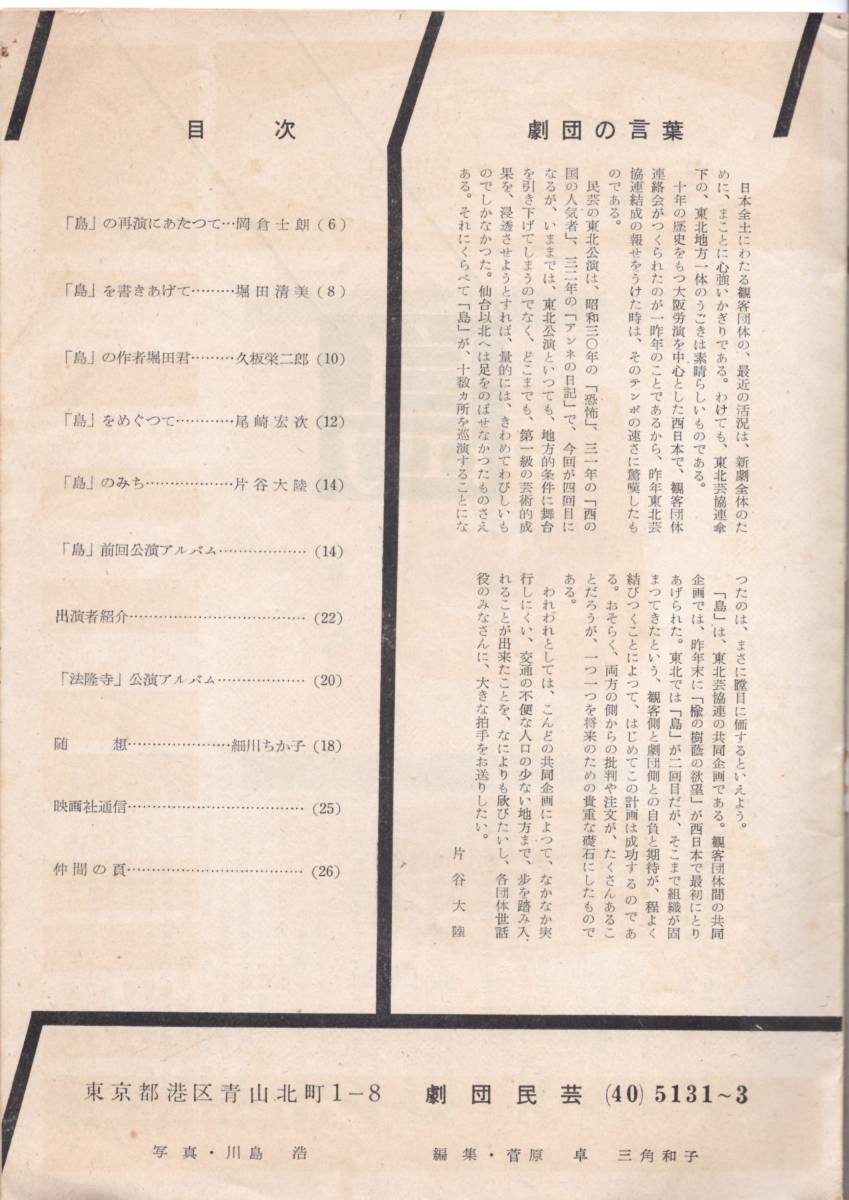 劇団の言葉
日本全土にわたる観客団体の、最近の活況は、新劇全体のた
めに、まことに心強いかぎりである。わけても、東北芸協連傘
下の、東北地方一体のうごきは素晴らしいものである。
十年の歴史をもつ大阪労演を中心とした西日本で、観客団体
連絡会がつくられたのが一昨年のことであるから、昨年東北芸
協連結成の報せをうけた時は、そのテンポの速さに驚嘆したも
のである。
民芸の東北公演は、昭和三〇年の「恐怖」、三一年の「西の
国の人気者」、三二年の「アンネの日記」で、今回が四回目に
なるが、いままでは、東北公演といつても、地方的条件に舞台
を引き下げてしまうのでなく、どこまでも、第一級の芸術的成
果を、浸透させようとすれば、量的には、きわめてわびしいも
のでしかなかつた。仙台以北へは足をのばせなかつたものさえ
ある。それにくらべて「島」が、十数カ所を巡演することにな
つたのは、まさに瞠目に価するといえよう。
「島」は、東北芸協連の共同企画である。観客団体間の共同
企画では、昨年末に「楡の樹蔭の欲望」が西日本で最初にとり
あげられた。東北では「島」が二回目だが、そこまで組織が固
まつてきたという、観客側と劇団側との自負と期待が、程よく
結びつくことによつて、はじめてこの計画は成功するのであ
る。おそらく、両方の側からの批判や注文が、たくさんあるこ
とだろうが、一つ一つを将来のための貴重な礎石にしたもので
ある。
われわれとしては、こんどの共同企画によつて、なかなか実
行しにくい、交通の不便な人口の少ない地方まで、歩を踏み入
れることが出来たことを、なによりも欣びたいし、各団体世話
役のみなさんに、大きな拍手をお送りしたい。
片谷大陸
目次
「島」の再演にあたつて…岡倉士朗(6)
「島」を書きあげて………堀田清美(8)
「島」の作者堀田君………久板栄二郎(10)
「島」をめぐつて…………尾崎宏次(12)
「島」のみち………………片谷大陸(14)
「島」前回公演アルバム………………(14)
出演者紹介………………………………(22)
「法隆寺」公演アルバム………………(20)
随想…………………細川ちか子(18)
映画社通信………………………………(25)
仲間の頁…………………………………(26)
東京都港区青山北町1−8 劇団民芸 (40)5131~3
写真・川島浩 編集・菅原卓 三角和子